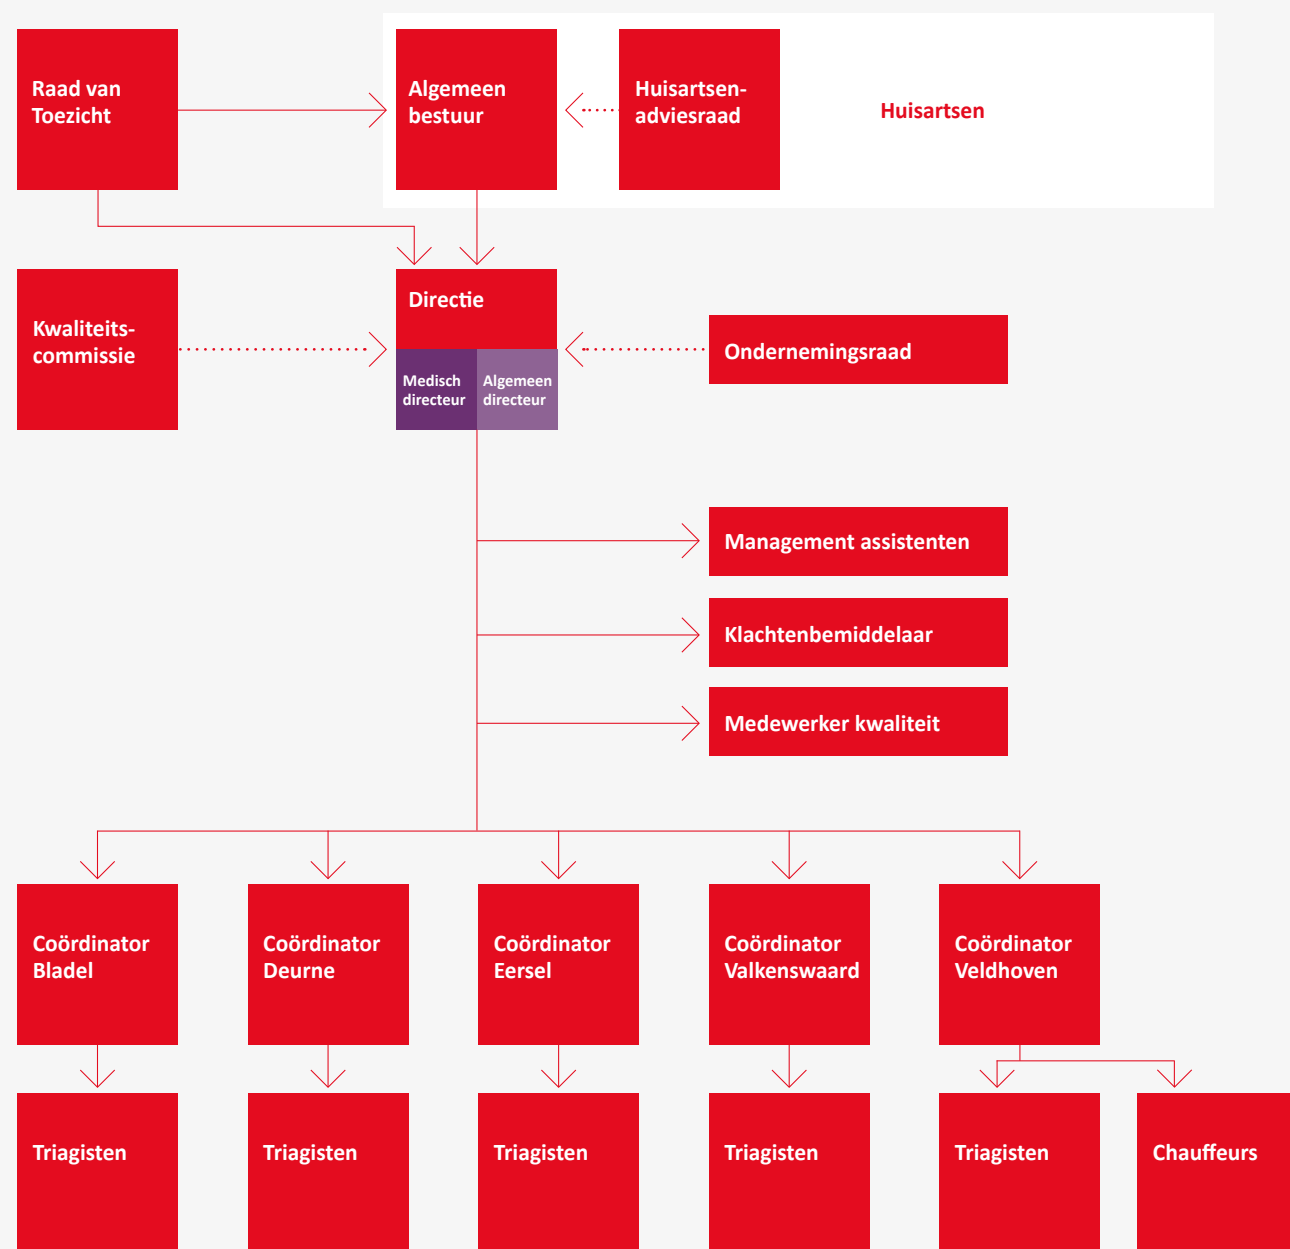 Raad van
Toezicht
Algemeen
bestuur
Huisartsen-
adviesraad
Huisartsen
Kwaliteits-
commissie
Directie
Medisch
directeur
Algemeen
directeur
Ondernemingsraad
Management assistenten
Klachtenbemiddelaar
Medewerker kwaliteit
Coördinator
Bladel
Coördinator
Deurne
Coördinator
Eersel
Coördinator
Valkenswaard
Coördinator
Veldhoven
Triagisten
Triagisten
Triagisten
Triagisten
Triagisten
Chauffeurs